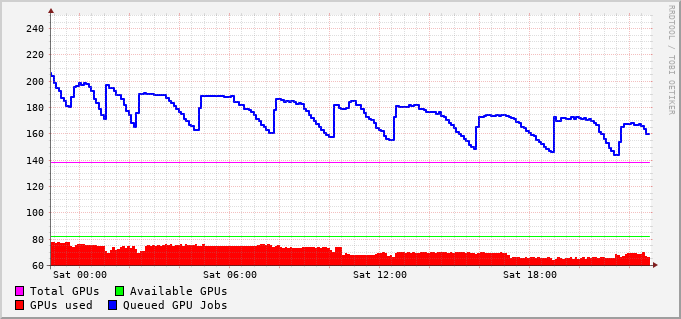 240
220
200
180
160
140
120
100
80
60
Sat 00:00 Sat 06:00 Sat 12:00 Sat 18:00
Total GPUs Available GPUs
GPUs used Queued GPU Jobs
RRDTOOL / TOBI OETIKER